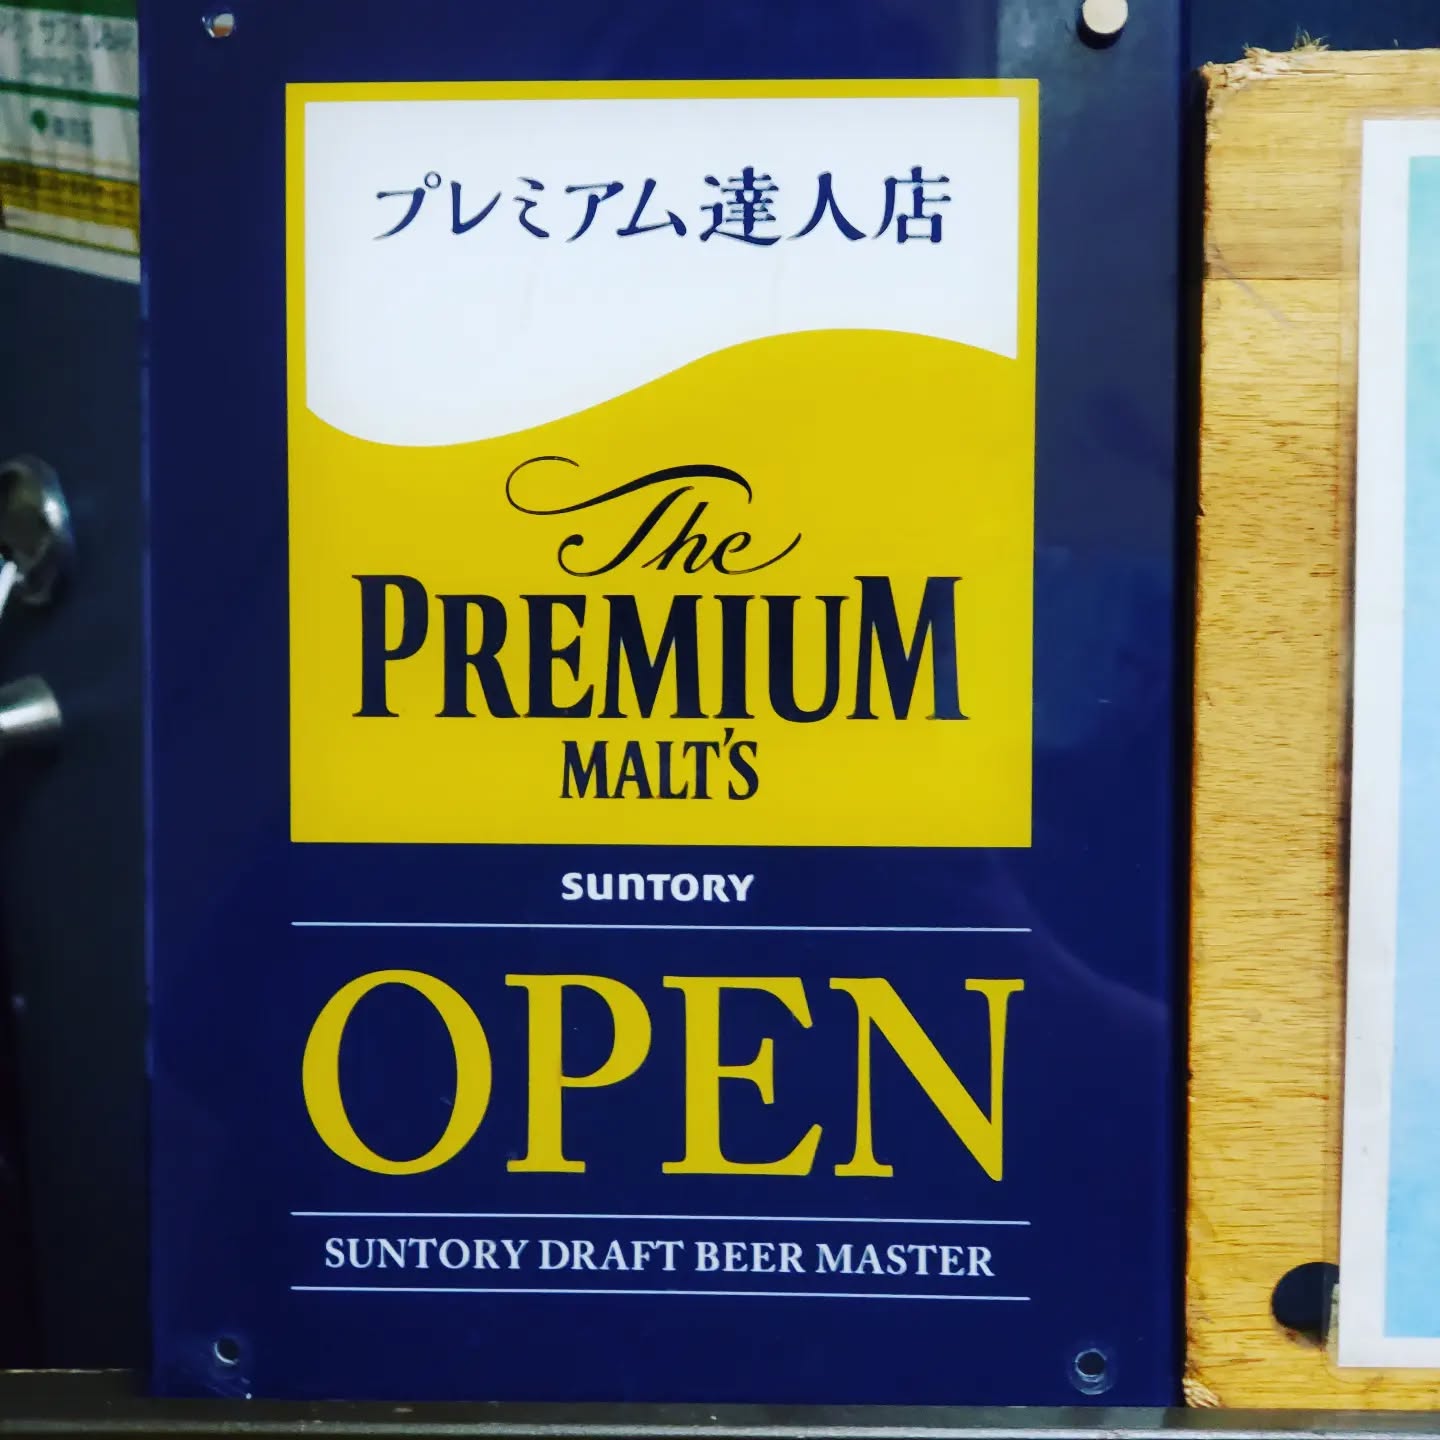 プレミアム達人店
The
PREMIUM
MALT'S
SUNTORY
OPEN
SUNTORY DRAFT BEER MASTER